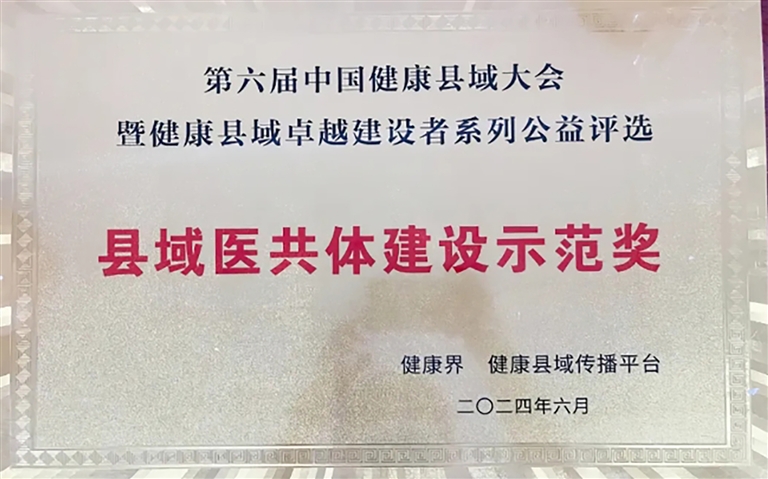 第六届中国健康县域大会
暨健康县域卓越建设者系列公益评选
县域医共体建设示范奖
健康界 健康县域传播平台
二〇二四年六月